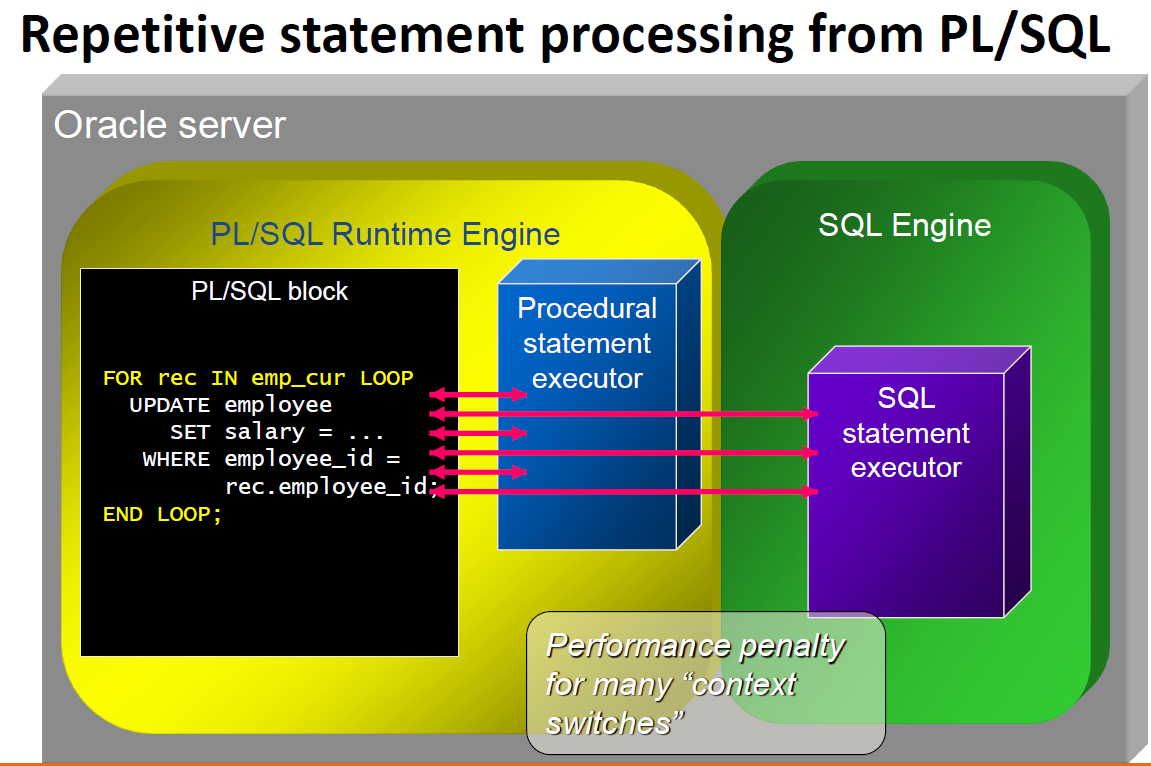 Repetitive statement processing from PL/SQL
Oracle server
PL/SQL Runtime Engine
PL/SQL block
FOR rec IN emp_cur LOOP
UPDATE employee
SET salary = ...
WHERE employee_id =
rec.employee_id;
END LOOP;
Procedural
statement
executor
SQL Engine
SQL
statement
executor
Performance penalty
for many “context
switches”